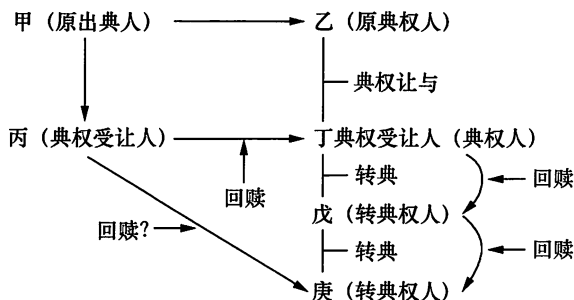 甲（原出典人）
乙（原典权人）
典权让与
丙（典权受让人）
丁典权受让人（典权人）
回赎
转典
回赎
回赎？
戊（转典权人）
转典
回赎
庚（转典权人）